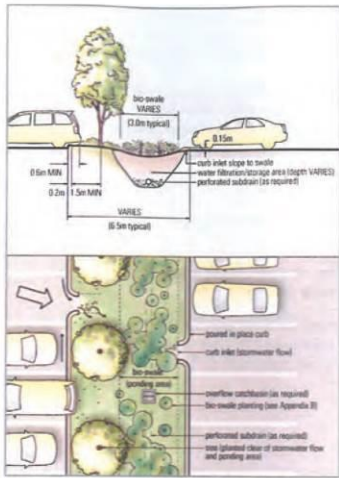 bio-swale
VARIES
(3.0m typical)
0.15m
curb inlet slope to swale
water filtration/storage area (depth VARIES)
perforated subdrain (as required)
0.6m MIN
0.2m
1.5m MIN
VARIES
(6.5m typical)
poured in place curb
curb inlet (stormwater flow)
bio-swale
(ponding area)
overflow catchbasin (as required)
bio-swale planting (see Appendix B)
perforated subdrain (as required)
tree (planted clear of stormwater flow
and ponding area)